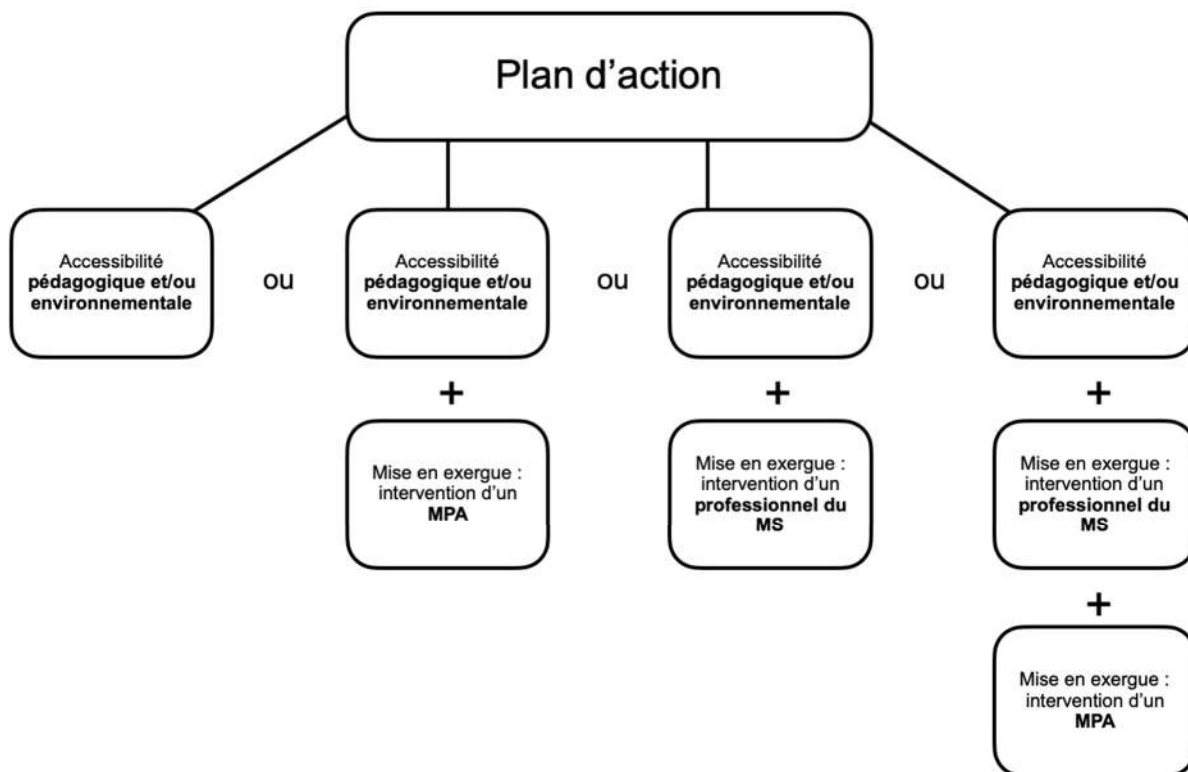 Plan d’action
Accessibilité
pédagogique et/ou
environnementale
ou
Accessibilité
pédagogique et/ou
environnementale
ou
Accessibilité
pédagogique et/ou
environnementale
ou
Accessibilité
pédagogique et/ou
environnementale
+
+
+
Mise en exergue :
intervention d’un
MPA
Mise en exergue :
intervention d’un
professionnel du
MS
Mise en exergue :
intervention d’un
professionnel du
MS
+
Mise en exergue :
intervention d’un
MPA